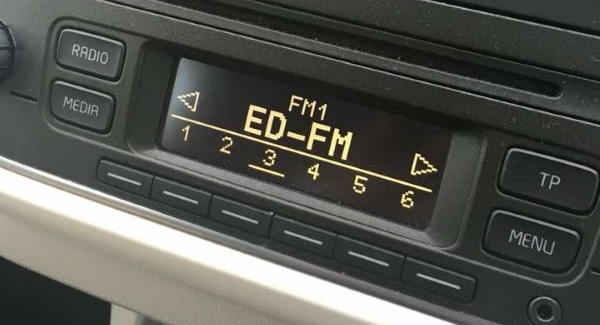 RADIO
MEDIA
FM1
ED-FM
1 2 3 4 5 6
TP
MENU